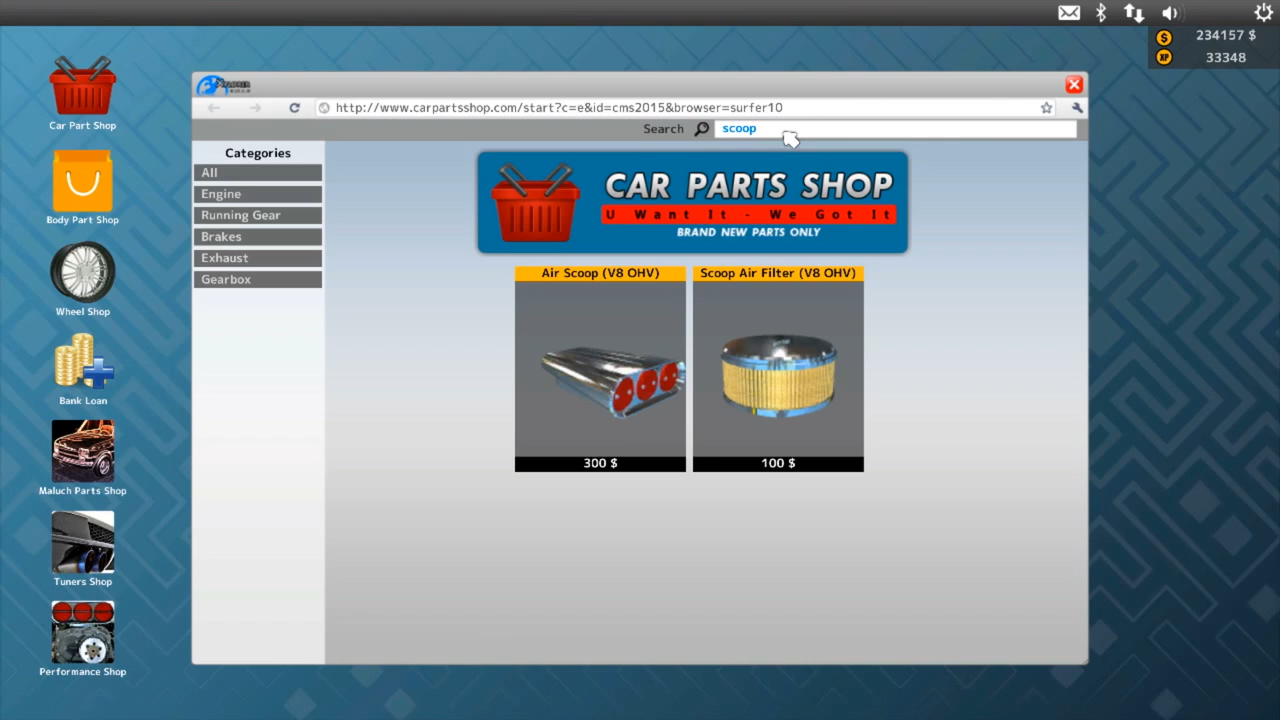 234157 $
33348
Car Part Shop
Body Part Shop
Wheel Shop
Bank Loan
Maluch Parts Shop
Tuners Shop
Performance Shop
http://www.carpartsshop.com/start?c=e&id=cms2015&browser=surfer10
Search scoop
Categories
All
Engine
Running Gear
Brakes
Exhaust
Gearbox
CAR PARTS SHOP
U Want It - We Got It
BRAND NEW PARTS ONLY
Air Scoop (V8 OHV)
300 $
Scoop Air Filter (V8 OHV)
100 $